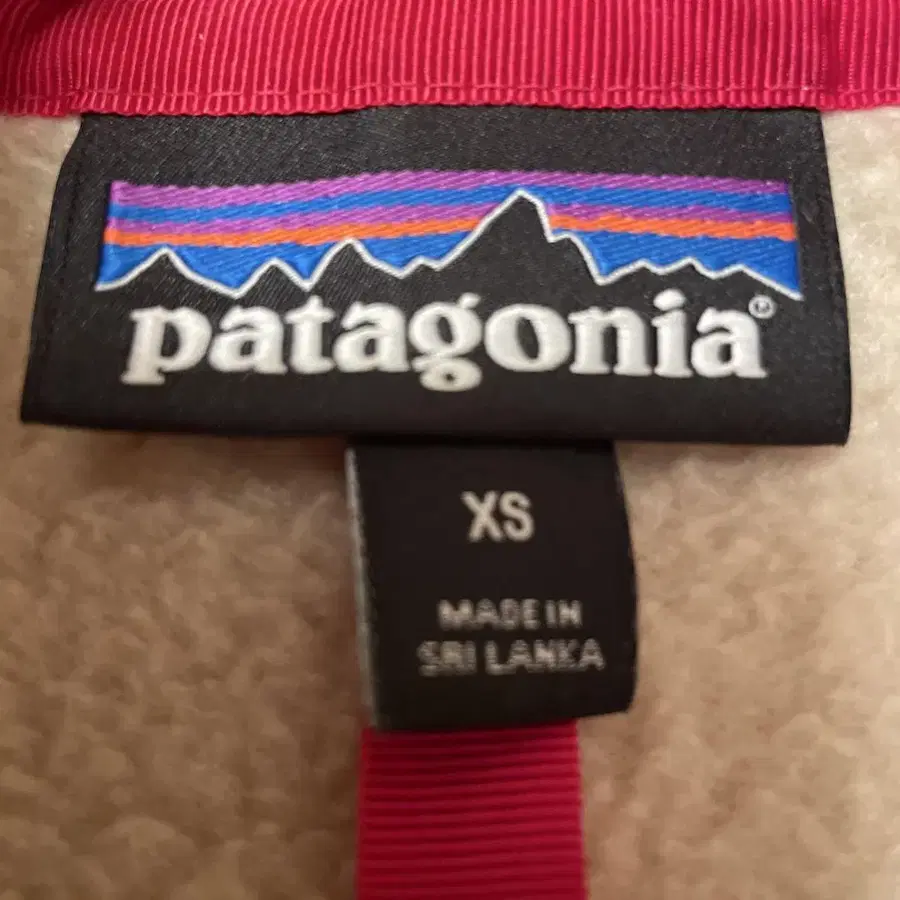 patagonia®
XS
MADE IN
SRI LANKA